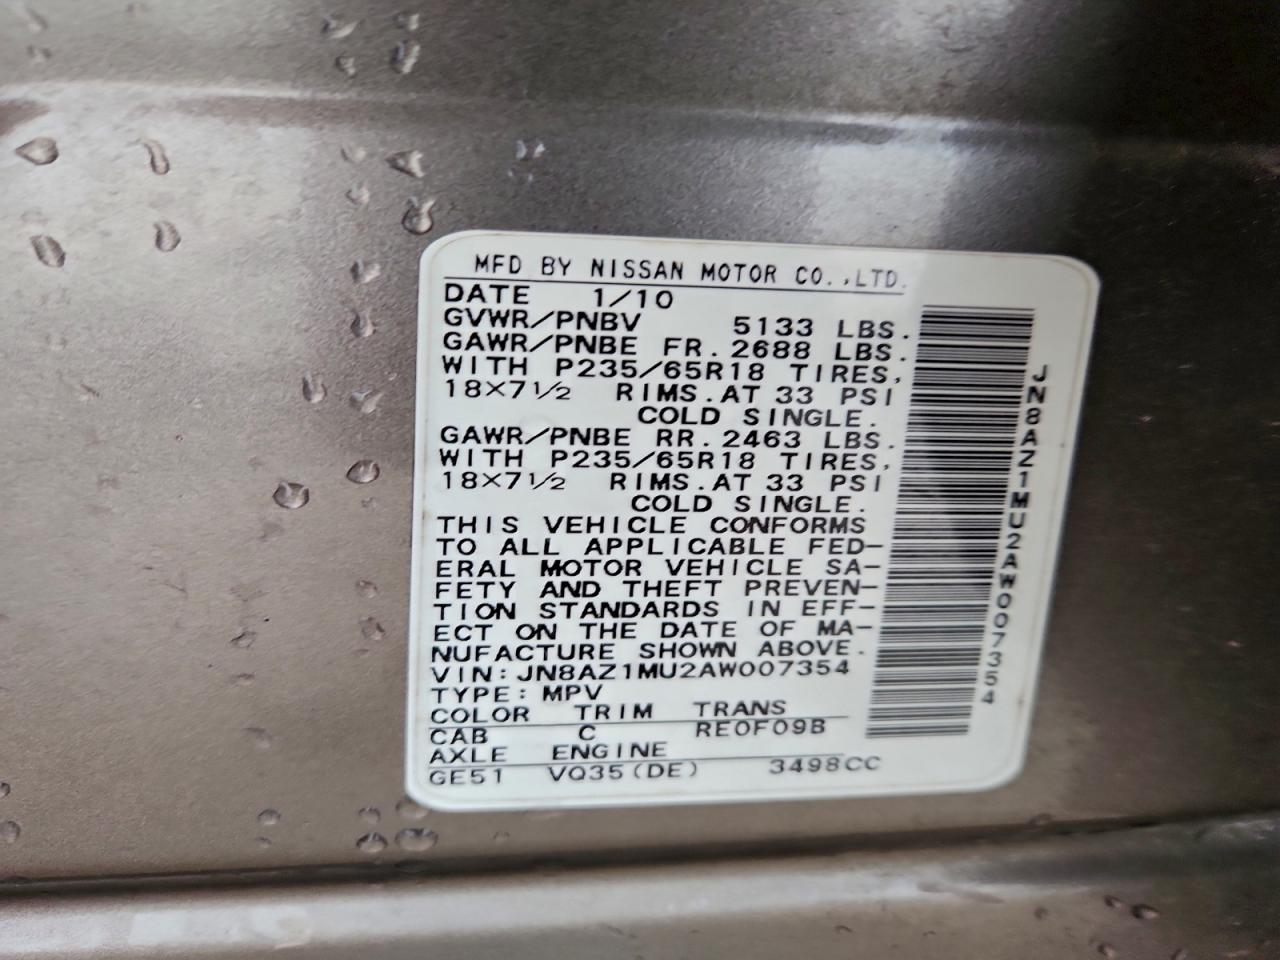 MFD BY NISSAN MOTOR CO.,LTD.
DATE 1/10
GVWR/PNBV 5133 LBS.
GAWR/PNBE FR. 2688 LBS.
WITH P235/65R18 TIRES,
18X7½ RIMS.AT 33 PSI
COLD SINGLE.
GAWR/PNBE RR. 2463 LBS.
WITH P235/65R18 TIRES,
18X7½ RIMS.AT 33 PSI
COLD SINGLE.
THIS VEHICLE CONFORMS
TO ALL APPLICABLE FED-
ERAL MOTOR VEHICLE SA-
FETY AND THEFT PREVEN-
TION STANDARDS IN EFF-
ECT ON THE DATE OF MA-
NUFACTURE SHOWN ABOVE.
VIN:JN8AZ1MU2AW007354
TYPE:MPV
COLOR TRIM TRANS
CAB C RE0F09B
AXLE ENGINE
GE51 VQ35(DE) 3498CC
JN8AZ1MU2AW007354